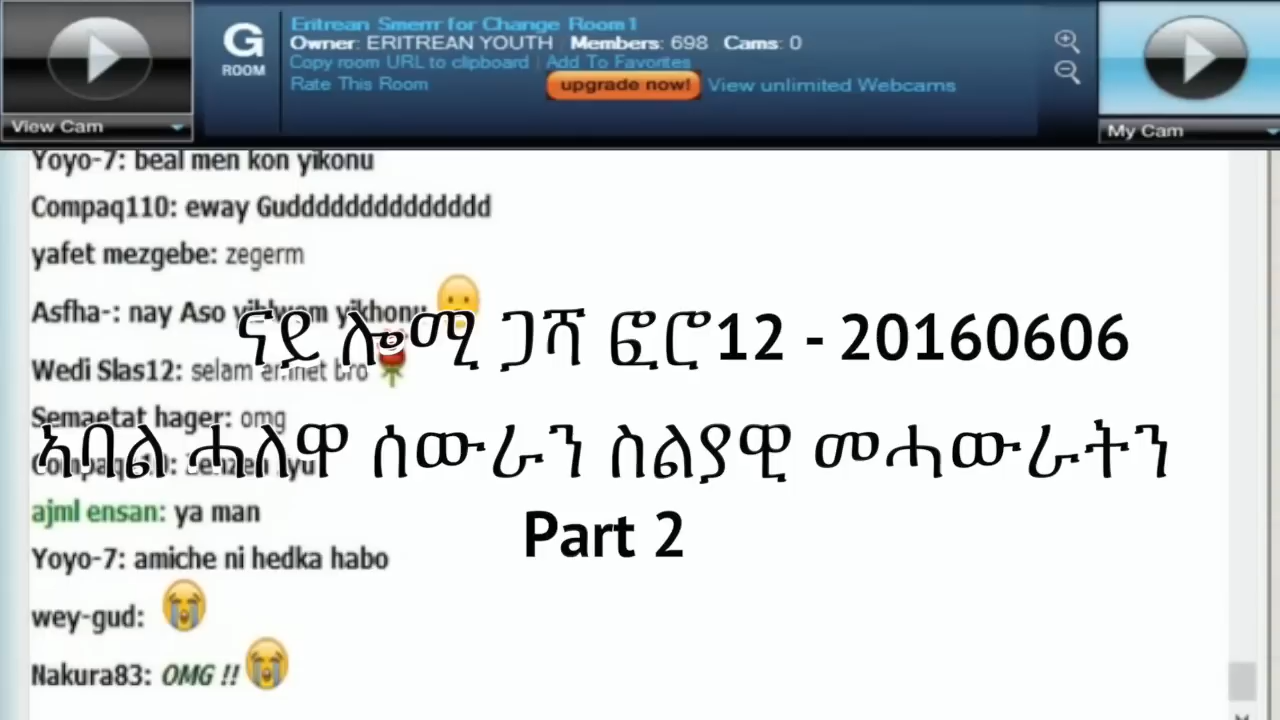 Eritrean Smerrr for Change Room1
G ROOM
Owner: ERITREAN YOUTH Members: 698 Cams: 0
Copy room URL to clipboard | Add To Favorites
Rate This Room upgrade now! View unlimited Webcams
View Cam
My Cam
Yoyo-7: beal men kon yikonu
Compaq110: eway Guddddddddddddddd
yafet mezgebe: zegerm
Asfha-: nay Aso yikhonu
ናይ ሎሚ ጋሻ ፎሮ12 - 20160606
Wedi Slas12: selam bro
Semaetat hager: omg
ኣባል ሓለዋ ሰውራን ስልያዊ መሓውራትን
ajml ensan: ya man
Part 2
Yoyo-7: amiche ni hedka habo
wey-gud:
Nakura83: OMG !!